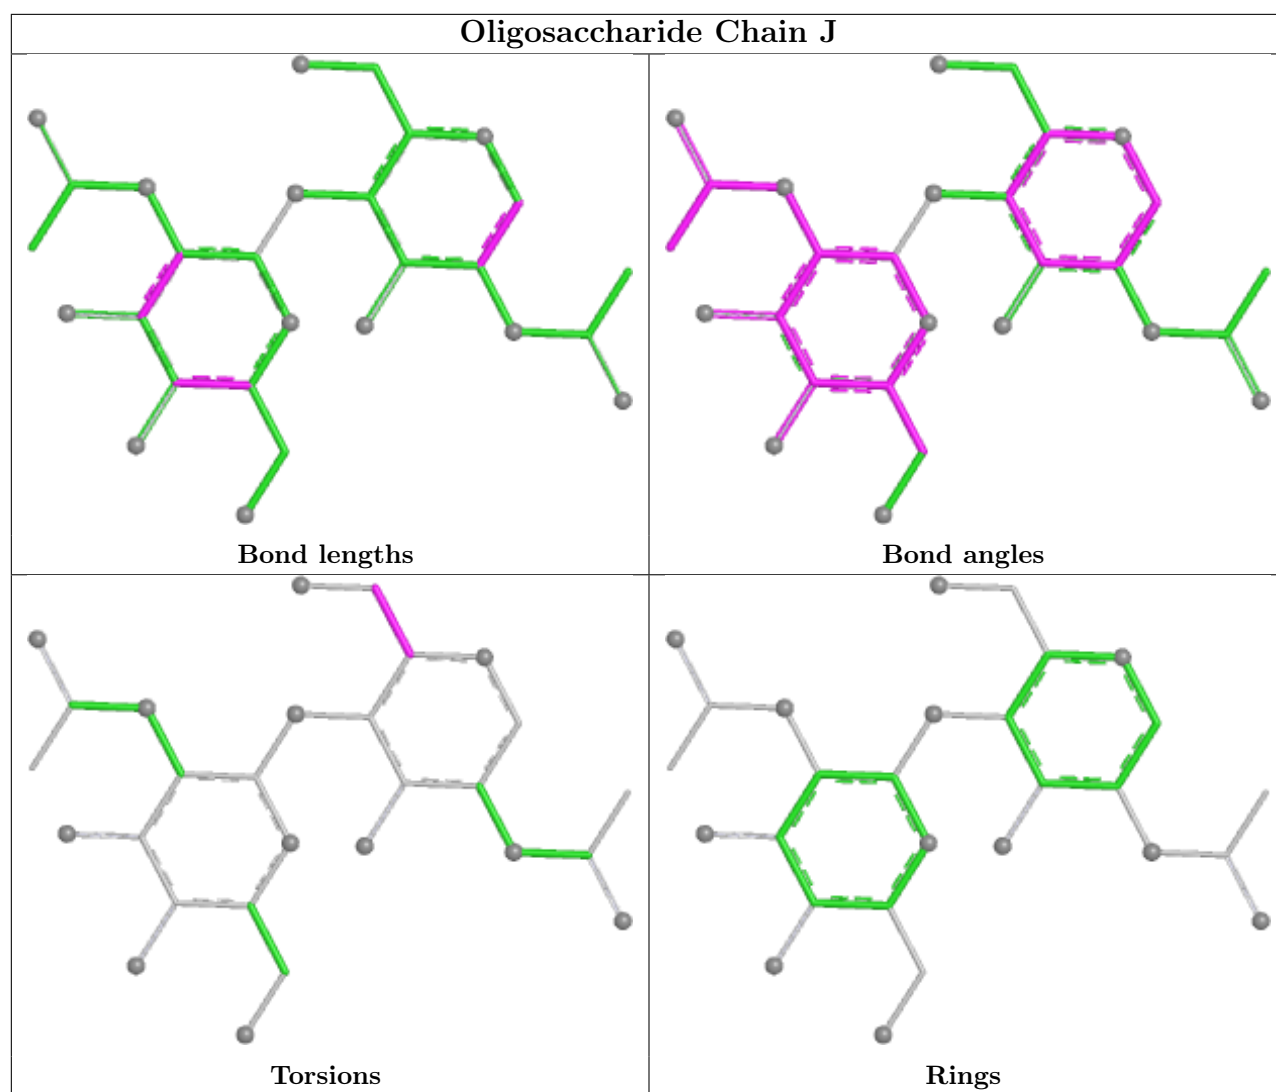 Oligosaccharide Chain J
Bond lengths
Bond angles
Torsions
Rings